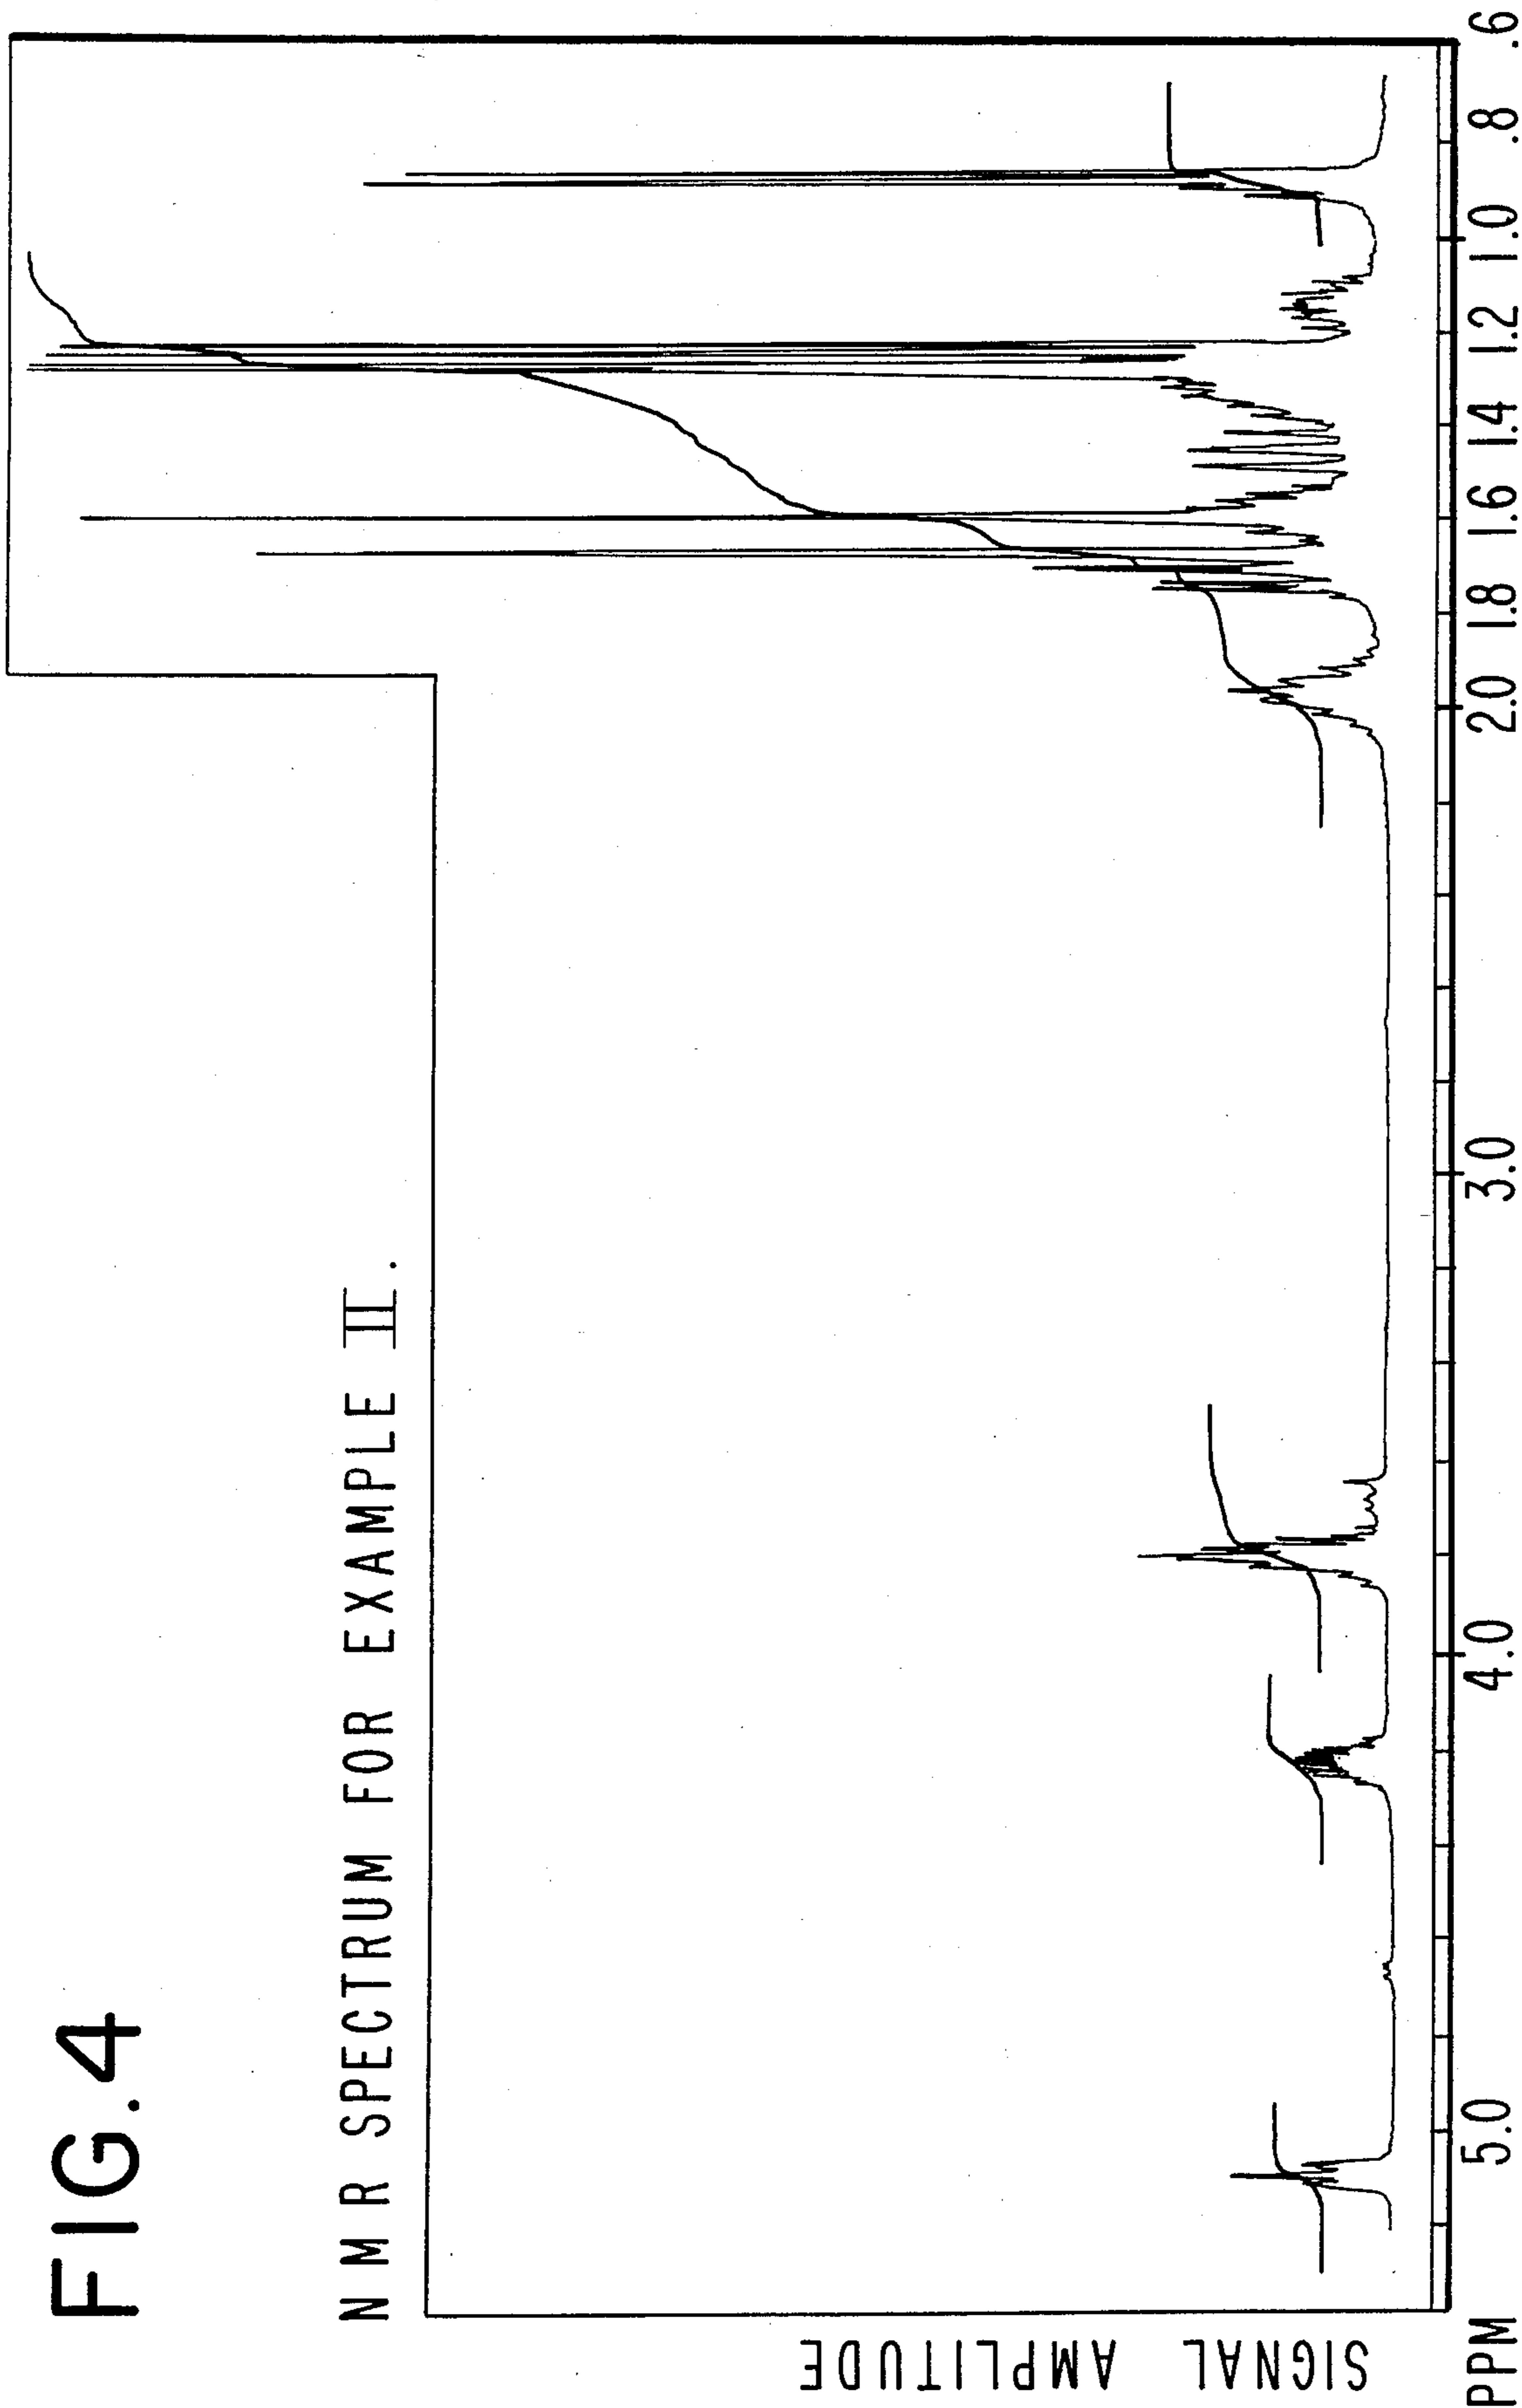 FIG.4
NMR SPECTRUM FOR EXAMPLE II.
SIGNAL AMPLITUDE
PPM 5.0 4.0 3.0 2.0 1.8 1.6 1.4 1.2 1.0 .8 .6